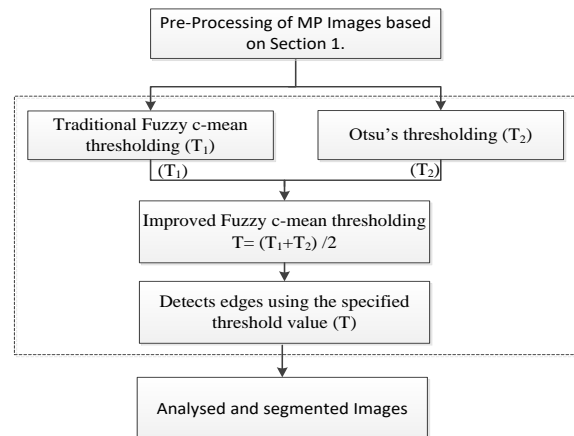 Pre-Processing of MP Images based
on Section 1.
Traditional Fuzzy c-mean
thresholding (T₁)
Otsu's thresholding (T₂)
(T₁)
(T₂)
Improved Fuzzy c-mean thresholding
T= (T₁+T₂) /2
Detects edges using the specified
threshold value (T)
Analysed and segmented Images